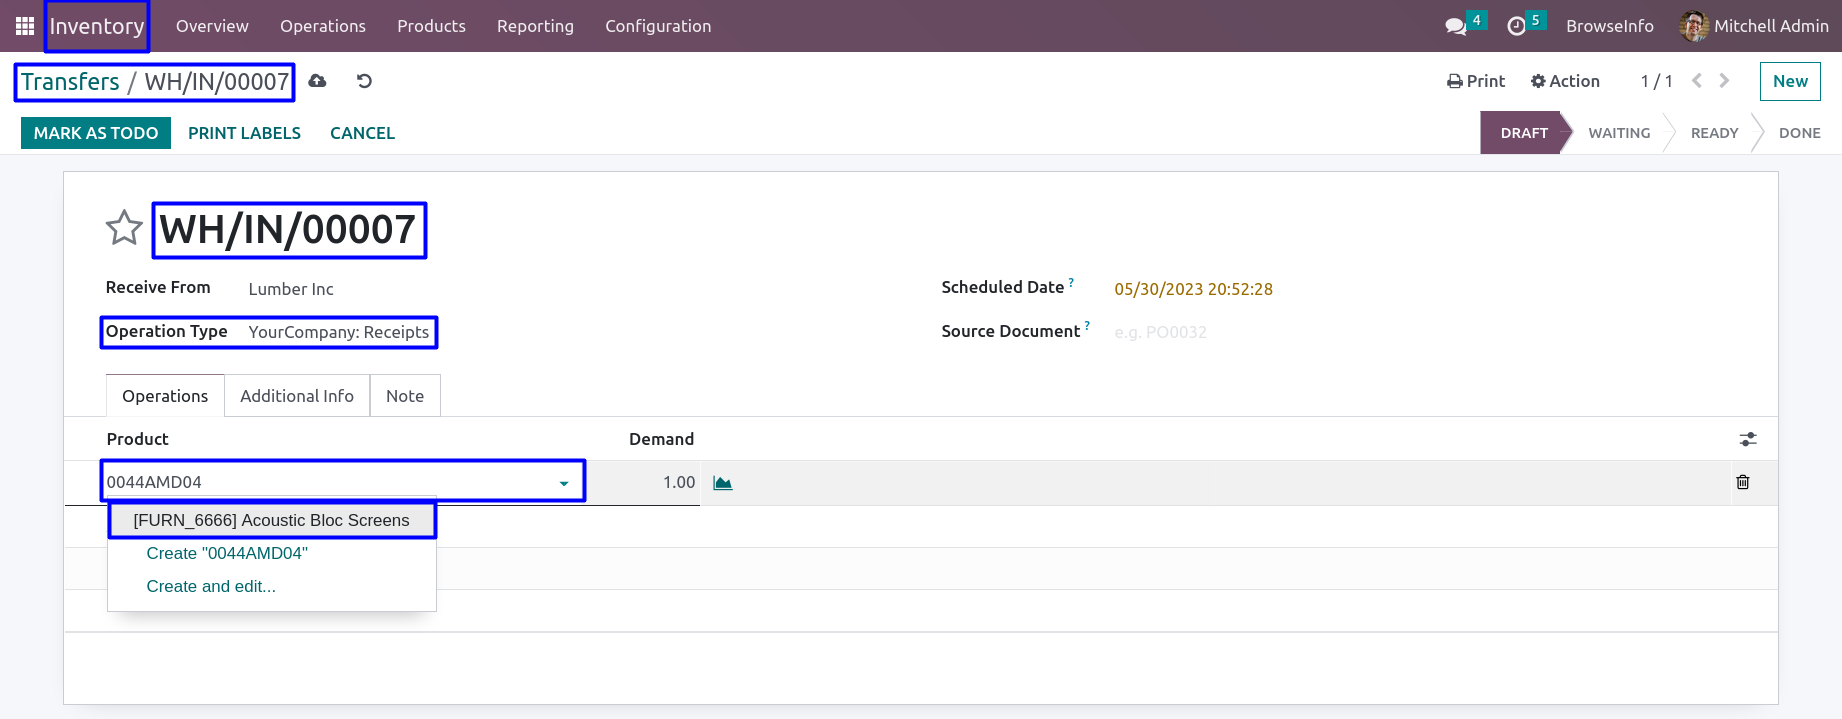 Inventory Overview Operations Products Reporting Configuration 4 5 BrowseInfo Mitchell Admin
Transfers / WH/IN/00007 Print Action 1 / 1 New
MARK AS TODO PRINT LABELS CANCEL DRAFT WAITING READY DONE
WH/IN/00007
Receive From Lumber Inc Scheduled Date ? 05/30/2023 20:52:28
Operation Type YourCompany: Receipts Source Document ? e.g. PO0032
Operations Additional Info Note
Product Demand
0044AMD04 1.00
[FURN_6666] Acoustic Bloc Screens
Create "0044AMD04"
Create and edit...